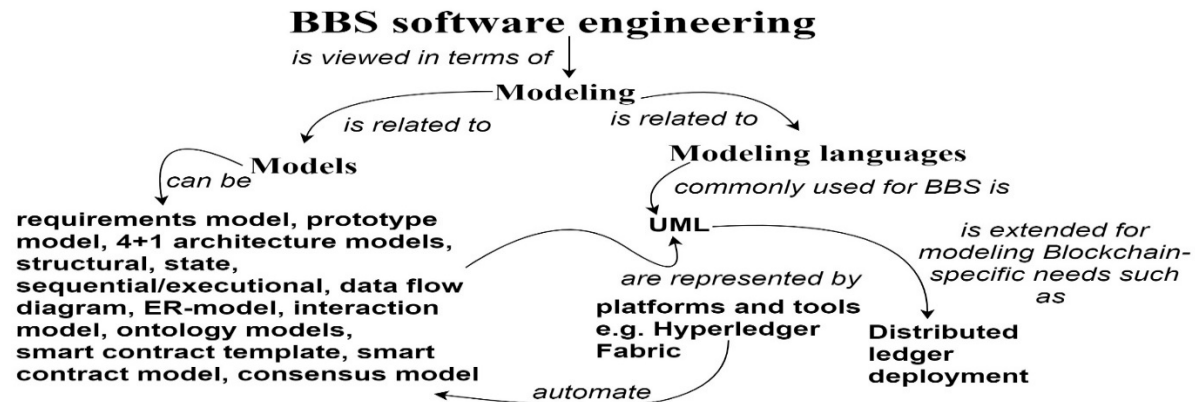 BBS software engineering
is viewed in terms of
Modeling
is related to
is related to
Models
Modeling languages
can be
commonly used for BBS is
requirements model, prototype
model, 4+1 architecture models,
structural, state,
sequential/executional, data flow
diagram, ER-model, interaction
model, ontology models,
smart contract template, smart
contract model, consensus model
UML
is extended for
modeling Blockchain-
specific needs such
as
are represented by
platforms and tools
e.g. Hyperledger
Fabric
Distributed
ledger
deployment
automate